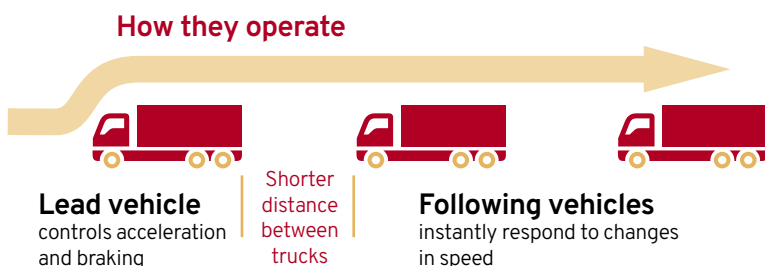 How they operate
Lead vehicle
controls acceleration
and braking
Shorter
distance
between
trucks
Following vehicles
instantly respond to changes
in speed